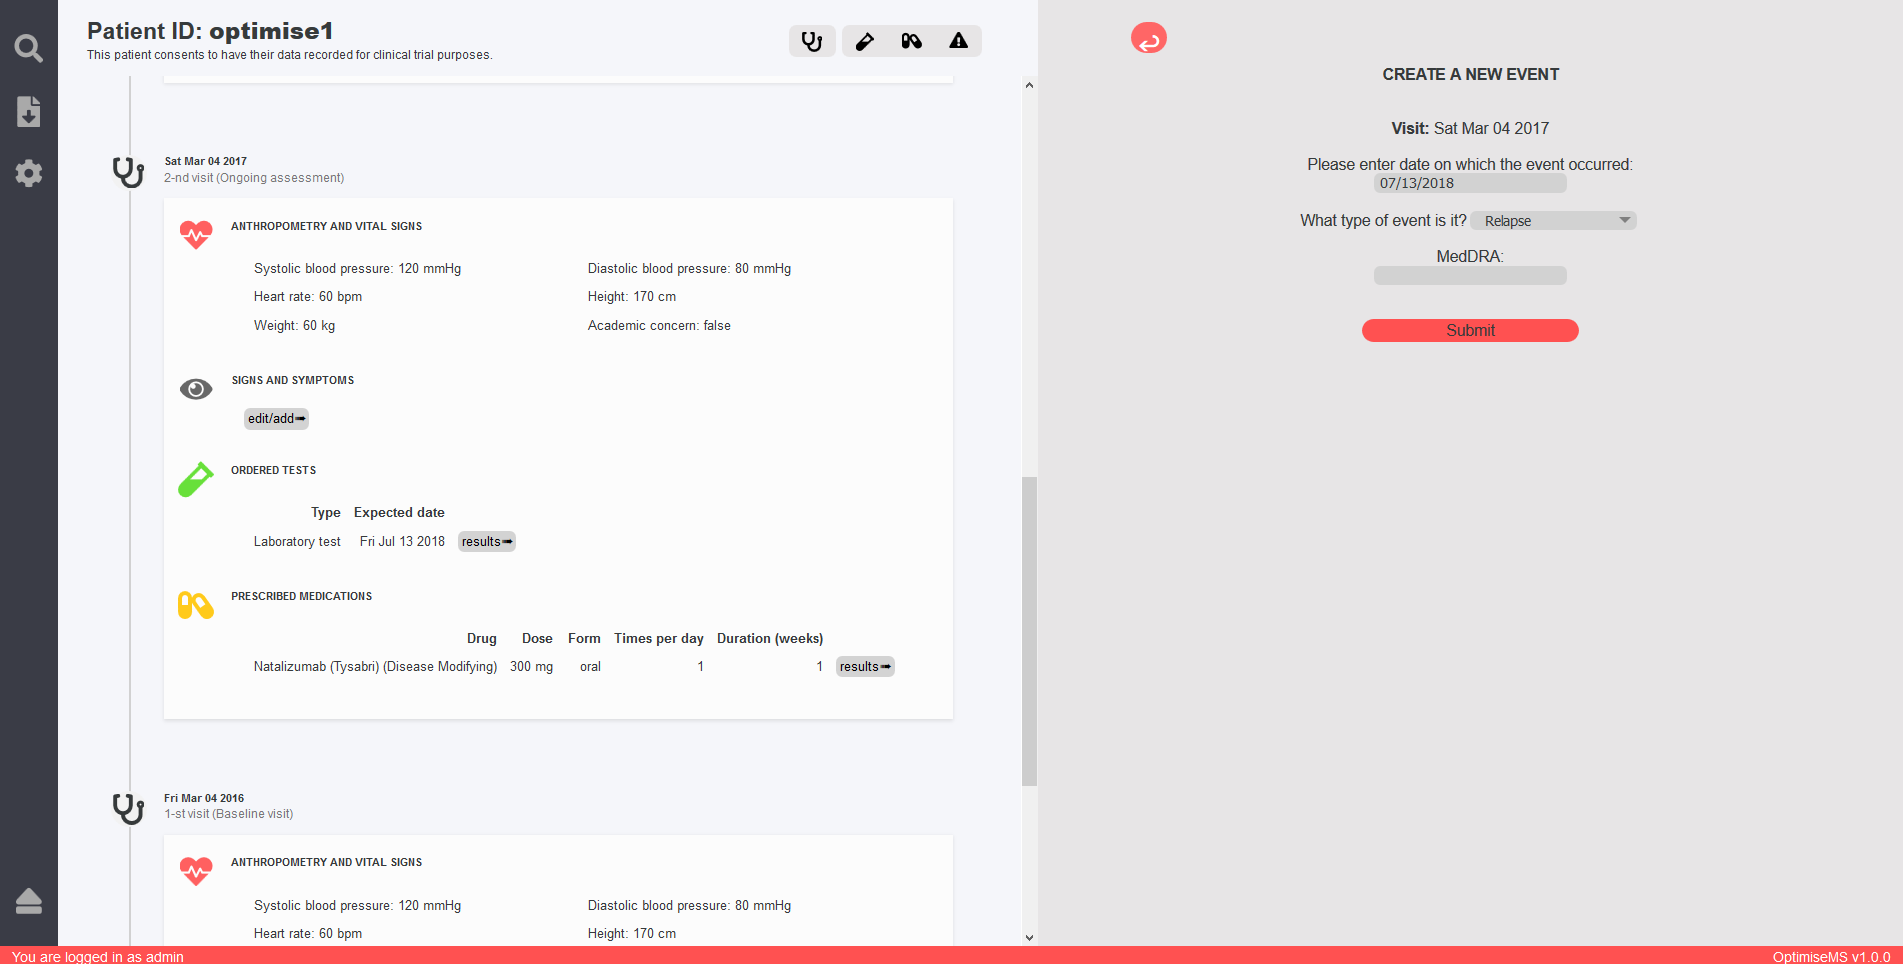 Patient ID: optimise1
This patient consents to have their data recorded for clinical trial purposes.
Sat Mar 04 2017
2-nd visit (Ongoing assessment)
ANTHROPOMETRY AND VITAL SIGNS
Systolic blood pressure: 120 mmHg Diastolic blood pressure: 80 mmHg
Heart rate: 60 bpm Height: 170 cm
Weight: 60 kg Academic concern: false
SIGNS AND SYMPTOMS
edit/add➠
ORDERED TESTS
Type Expected date
Laboratory test Fri Jul 13 2018 results➠
PRESCRIBED MEDICATIONS
Drug Dose Form Times per day Duration (weeks)
Natalizumab (Tysabri) (Disease Modifying) 300 mg oral 1 1 results➠
Fri Mar 04 2016
1-st visit (Baseline visit)
ANTHROPOMETRY AND VITAL SIGNS
Systolic blood pressure: 120 mmHg Diastolic blood pressure: 80 mmHg
Heart rate: 60 bpm Height: 170 cm
CREATE A NEW EVENT
Visit: Sat Mar 04 2017
Please enter date on which the event occurred:
07/13/2018
What type of event is it? Relapse
MedDRA:
Submit
You are logged in as admin
OptimiseMS v1.0.0